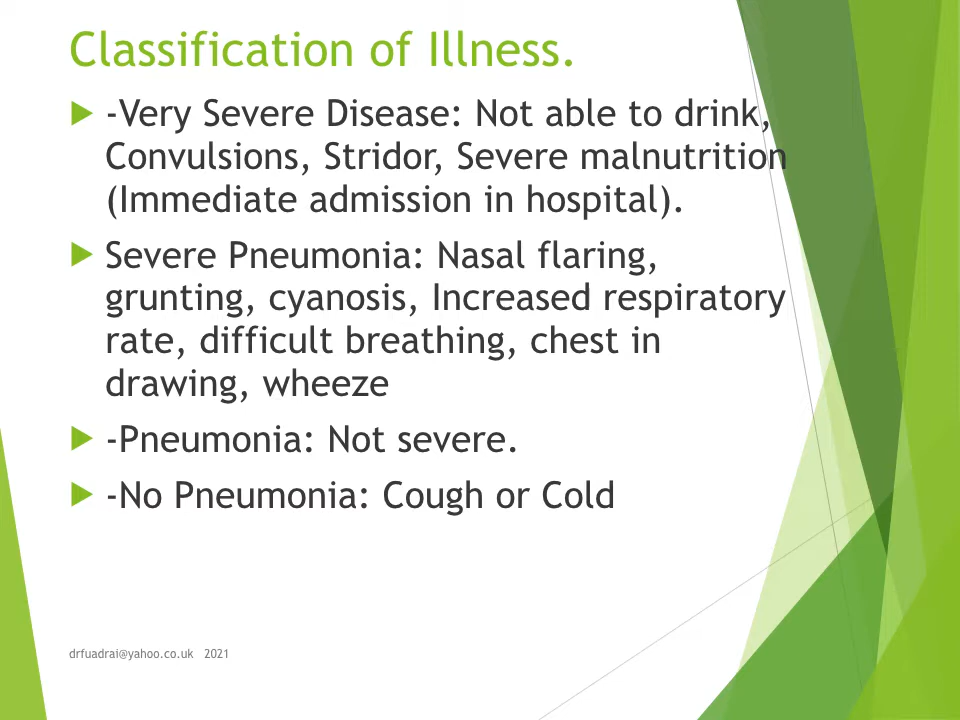 Classification of Illness.
-Very Severe Disease: Not able to drink,
Convulsions, Stridor, Severe malnutrition
(Immediate admission in hospital).
Severe Pneumonia: Nasal flaring,
grunting, cyanosis, Increased respiratory
rate, difficult breathing, chest in
drawing, wheeze
-Pneumonia: Not severe.
-No Pneumonia: Cough or Cold
drfuadrai@yahoo.co.uk 2021